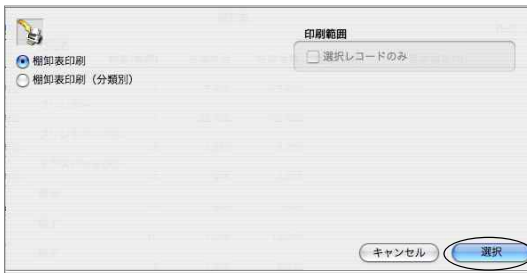 印刷範囲
選択レコードのみ
棚卸表印刷
棚卸表印刷（分類別）
キャンセル
選択